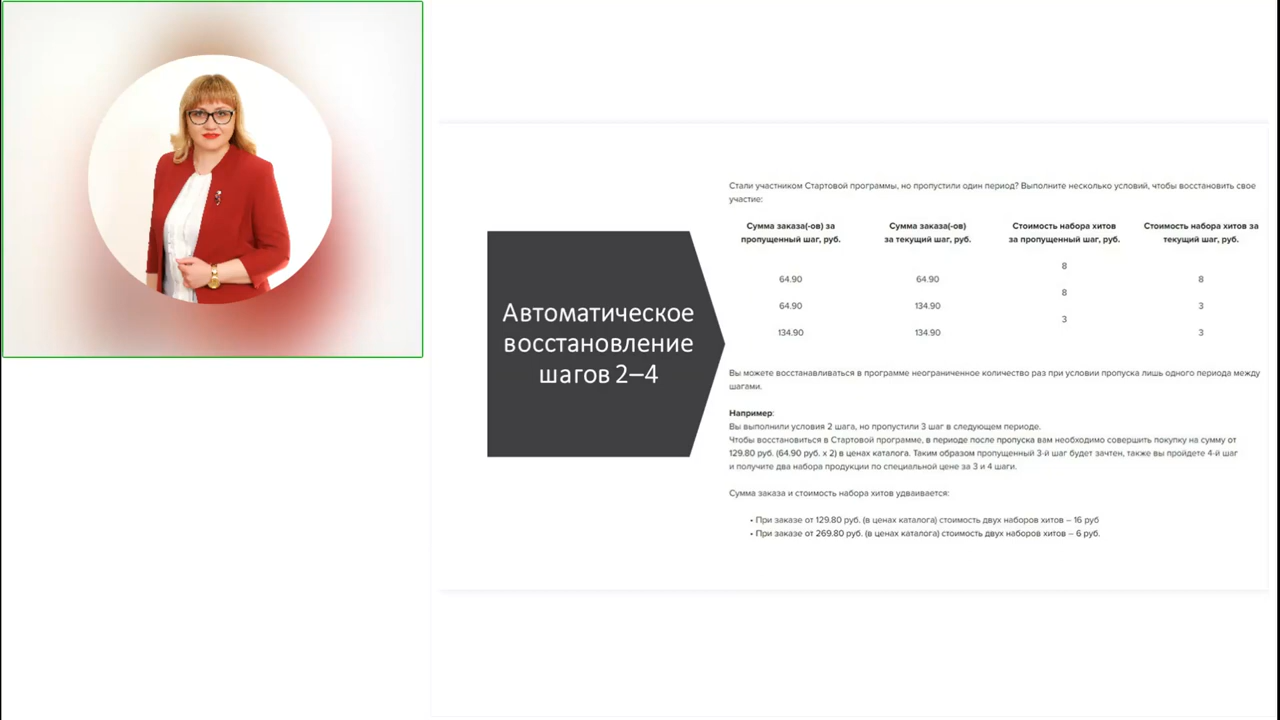 Автоматическое
восстановление
шагов 2–4
Стали участником Стартовой программы, но пропустили один период? Выполните несколько условий, чтобы восстановить свое
участие:
Сумма заказа(-ов) за пропущенный шаг, руб.
Сумма заказа(-ов) за текущий шаг, руб.
Стоимость набора хитов за пропущенный шаг, руб.
Стоимость набора хитов за текущий шаг, руб.
64.90 64.90 8 8
64.90 134.90 8 3
134.90 134.90 3 3
Вы можете восстанавливаться в программе неограниченное количество раз при условии пропуска лишь одного периода между
шагами.
Например:
Вы выполнили условия 2 шага, но пропустили 3 шаг в следующем периоде.
Чтобы восстановиться в Стартовой программе, в периоде после пропуска вам необходимо совершить покупку на сумму от
129.80 руб. (64.90 руб. x 2) в ценах каталога. Таким образом пропущенный 3-й шаг будет зачтен, также вы пройдете 4-й шаг
и получите два набора продукции по специальной цене за 3 и 4 шаги.
Сумма заказа и стоимость набора хитов удваивается:
• При заказе от 129.80 руб. (в ценах каталога) стоимость двух наборов хитов – 16 руб
• При заказе от 269.80 руб. (в ценах каталога) стоимость двух наборов хитов – 6 руб.